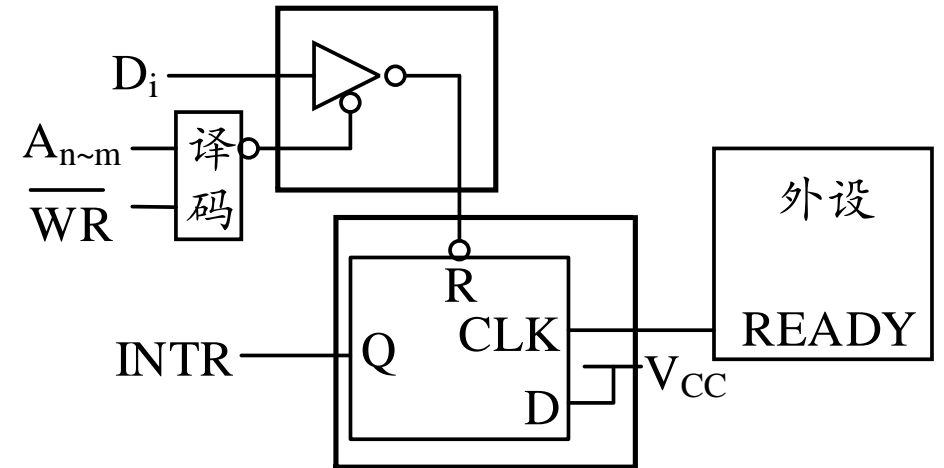 Di
An~m
WR
译
码
外设
R
READY
CLK
INTR
Q
VCC
D